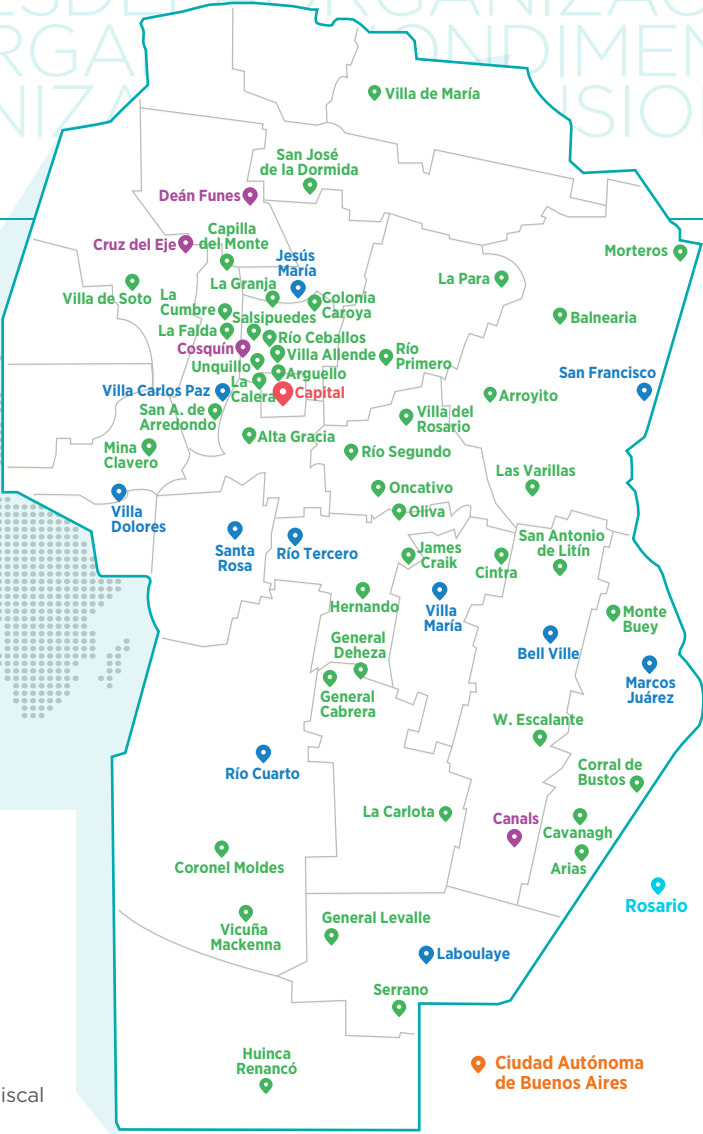 Villa de María
San José
de la Dormida
Deán Funes
Capilla
del Monte
Cruz del Eje
Jesús
María
Morteros
La Para
Villa de Soto
La Granja
La
Cumbre
Colonia
Caroya
Salsipuedes
Balnearia
La Falda
Río Ceballos
Cosquín
Villa Allende
Río
Primero
Unquillo
Arguello
San Francisco
La
Calera
Villa Carlos Paz
Capital
Arroyito
San A. de
Arredondo
Villa del
Rosario
Alta Gracia
Mina
Clavero
Río Segundo
Las Varillas
Oncativo
Villa
Dolores
Oliva
Santa
Rosa
Río Tercero
James
Craik
Cintra
San Antonio
de Litín
Hernando
Villa
María
Monte
Buey
General
Deheza
Bell Ville
Marcos
Juárez
General
Cabrera
W. Escalante
Río Cuarto
Corral de
Bustos
La Carlota
Canals
Cavanagh
Coronel Moldes
Arias
Rosario
Vicuña
Mackenna
General Levalle
Laboulaye
Serrano
Huinca
Renancó
Ciudad Autónoma
de Buenos Aires
iscal